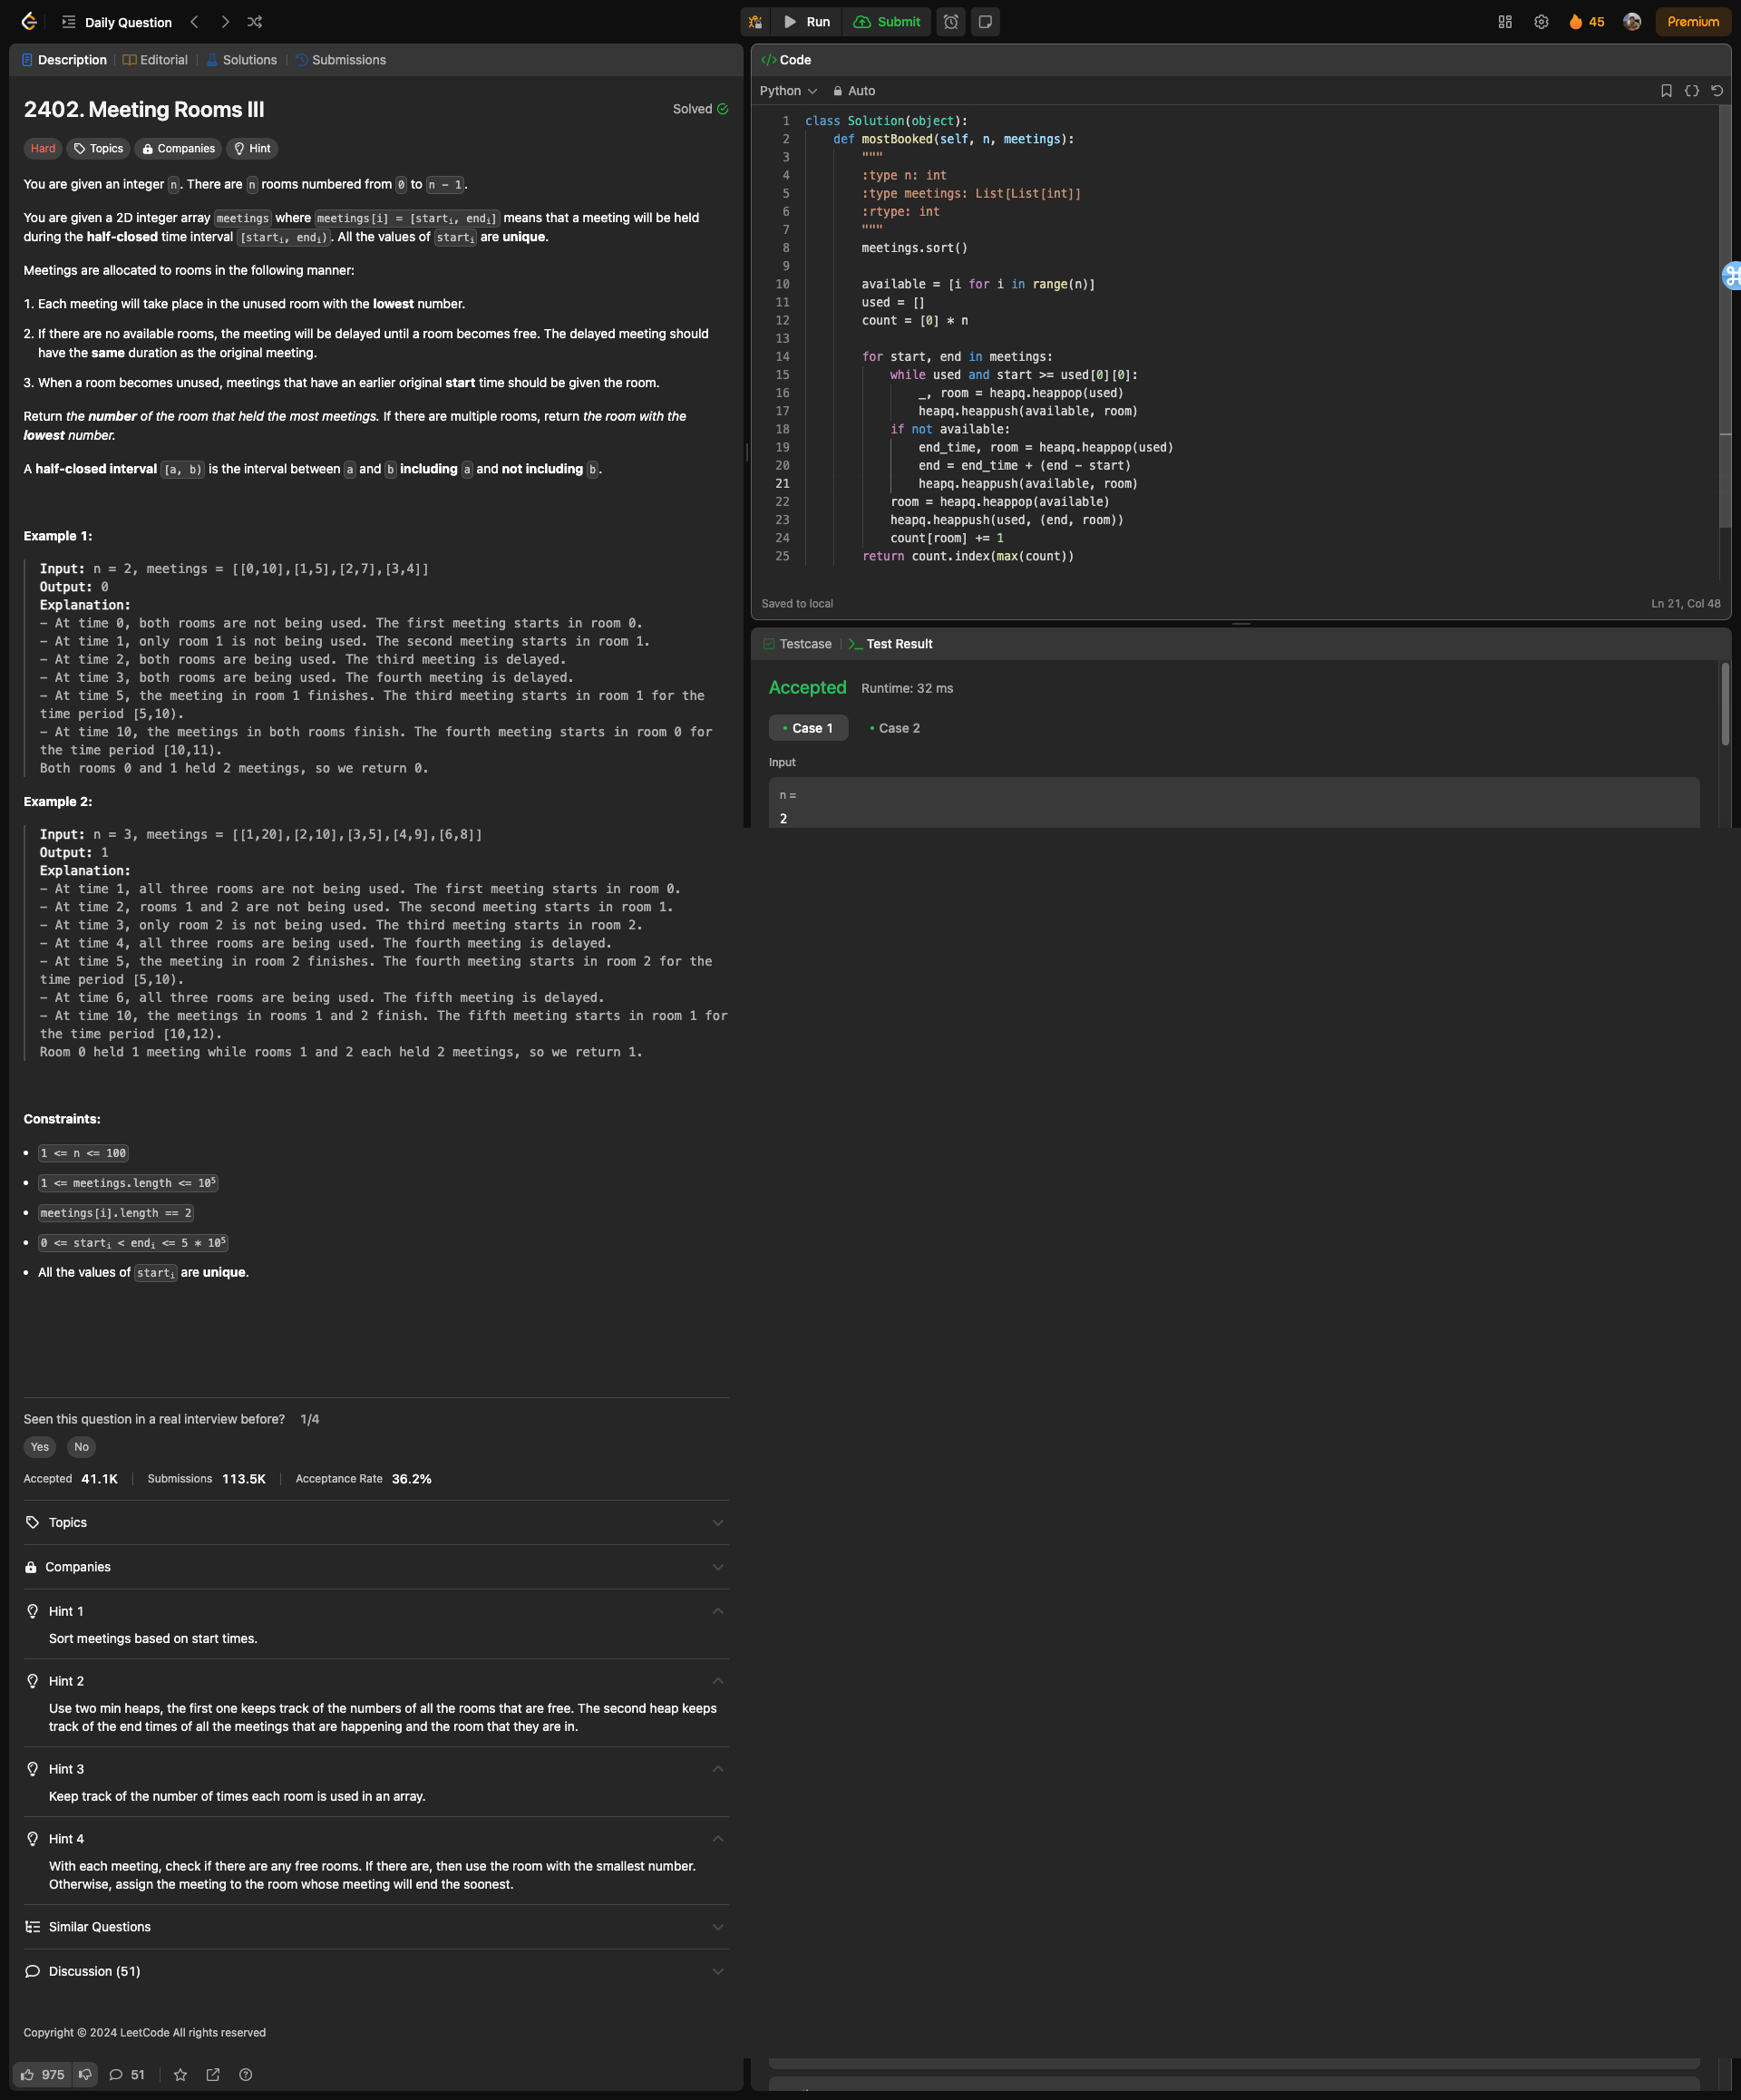 Daily Question
Run
Submit
45
Premium
Description
Editorial
Solutions
Submissions
2402. Meeting Rooms III
Solved
Hard
Topics
Companies
Hint
You are given an integer n. There are n rooms numbered from 0 to n - 1.
You are given a 2D integer array meetings where meetings[i] = [startᵢ, endᵢ] means that a meeting will be held
during the half-closed time interval [startᵢ, endᵢ). All the values of startᵢ are unique.
Meetings are allocated to rooms in the following manner:
1. Each meeting will take place in the unused room with the lowest number.
2. If there are no available rooms, the meeting will be delayed until a room becomes free. The delayed meeting should
have the same duration as the original meeting.
3. When a room becomes unused, meetings that have an earlier original start time should be given the room.
Return the number of the room that held the most meetings. If there are multiple rooms, return the room with the
lowest number.
A half-closed interval [a, b) is the interval between a and b including a and not including b.
Example 1:
Input: n = 2, meetings = [[0,10],[1,5],[2,7],[3,4]]
Output: 0
Explanation:
- At time 0, both rooms are not being used. The first meeting starts in room 0.
- At time 1, only room 1 is not being used. The second meeting starts in room 1.
- At time 2, both rooms are being used. The third meeting is delayed.
- At time 3, both rooms are being used. The fourth meeting is delayed.
- At time 5, the meeting in room 1 finishes. The third meeting starts in room 1 for the
time period [5,10).
- At time 10, the meetings in both rooms finish. The fourth meeting starts in room 0 for
the time period [10,11).
Both rooms 0 and 1 held 2 meetings, so we return 0.
Example 2:
Input: n = 3, meetings = [[1,20],[2,10],[3,5],[4,9],[6,8]]
Output: 1
Explanation:
- At time 1, all three rooms are not being used. The first meeting starts in room 0.
- At time 2, rooms 1 and 2 are not being used. The second meeting starts in room 1.
- At time 3, only room 2 is not being used. The third meeting starts in room 2.
- At time 4, all three rooms are being used. The fourth meeting is delayed.
- At time 5, the meeting in room 2 finishes. The fourth meeting starts in room 2 for the
time period [5,10).
- At time 6, all three rooms are being used. The fifth meeting is delayed.
- At time 10, the meetings in rooms 1 and 2 finish. The fifth meeting starts in room 1 for
the time period [10,12).
Room 0 held 1 meeting while rooms 1 and 2 each held 2 meetings, so we return 1.
Constraints:
• 1 <= n <= 100
• 1 <= meetings.length <= 10⁵
• meetings[i].length == 2
• 0 <= startᵢ < endᵢ <= 5 * 10⁵
• All the values of startᵢ are unique.
Seen this question in a real interview before? 1/4
Yes No
Accepted 41.1K Submissions 113.5K Acceptance Rate 36.2%
Topics
Companies
Hint 1
Sort meetings based on start times.
Hint 2
Use two min heaps, the first one keeps track of the numbers of all the rooms that are free. The second heap keeps
track of the end times of all the meetings that are happening and the room that they are in.
Hint 3
Keep track of the number of times each room is used in an array.
Hint 4
With each meeting, check if there are any free rooms. If there are, then use the room with the smallest number.
Otherwise, assign the meeting to the room whose meeting will end the soonest.
Similar Questions
Discussion (51)
Copyright © 2024 LeetCode All rights reserved
975
51
</> Code
Python
Auto
1 class Solution(object):
2     def mostBooked(self, n, meetings):
3         """
4         :type n: int
5         :type meetings: List[List[int]]
6         :rtype: int
7         """
8         meetings.sort()
9
10         available = [i for i in range(n)]
11         used = []
12         count = [0] * n
13
14         for start, end in meetings:
15             while used and start >= used[0][0]:
16                 _, room = heapq.heappop(used)
17                 heapq.heappush(available, room)
18             if not available:
19                 end_time, room = heapq.heappop(used)
20                 end = end_time + (end - start)
21                 heapq.heappush(available, room)
22             room = heapq.heappop(available)
23             heapq.heappush(used, (end, room))
24             count[room] += 1
25         return count.index(max(count))
Saved to local
Ln 21, Col 48
Testcase
Test Result
Accepted Runtime: 32 ms
• Case 1 • Case 2
Input
n =
2